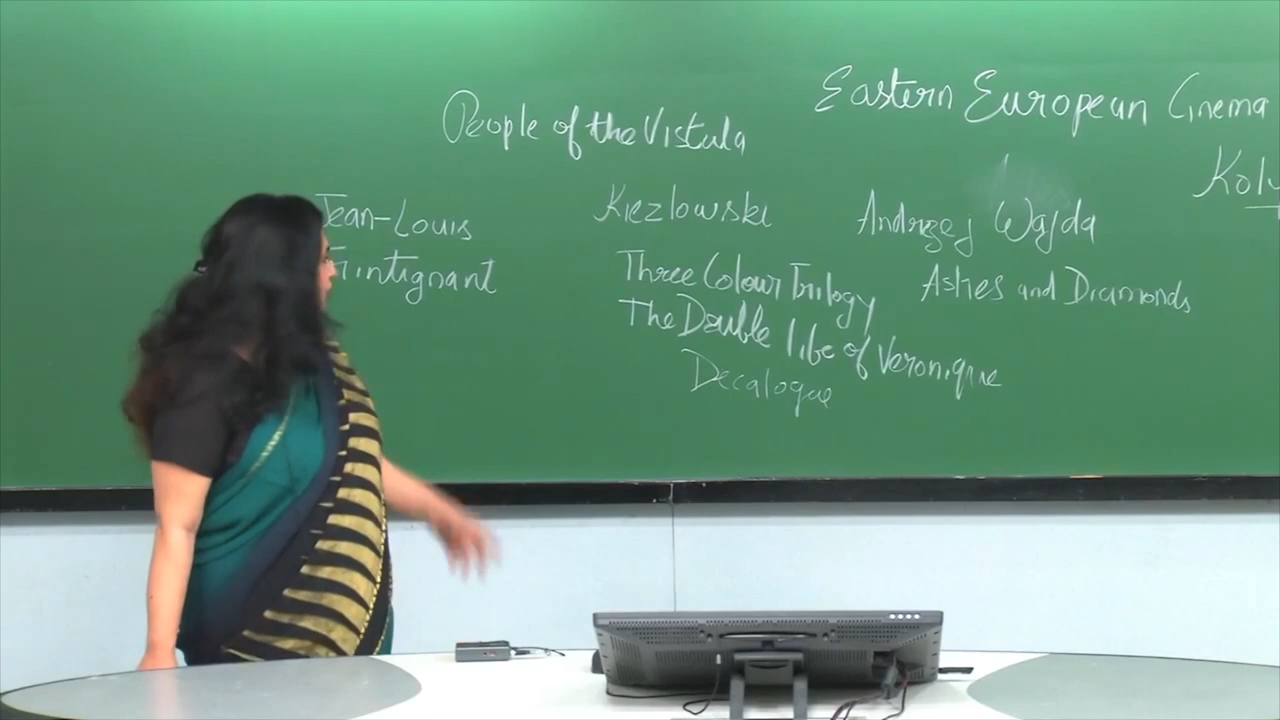 Eastern European Cinema
People of the Vistula
Jean-Louis
Trintignant
Kiezlowski
Three Colour Trilogy
The Double life of Veronique
Decalogue
Andrzej Wajda
Ashes and Diamonds